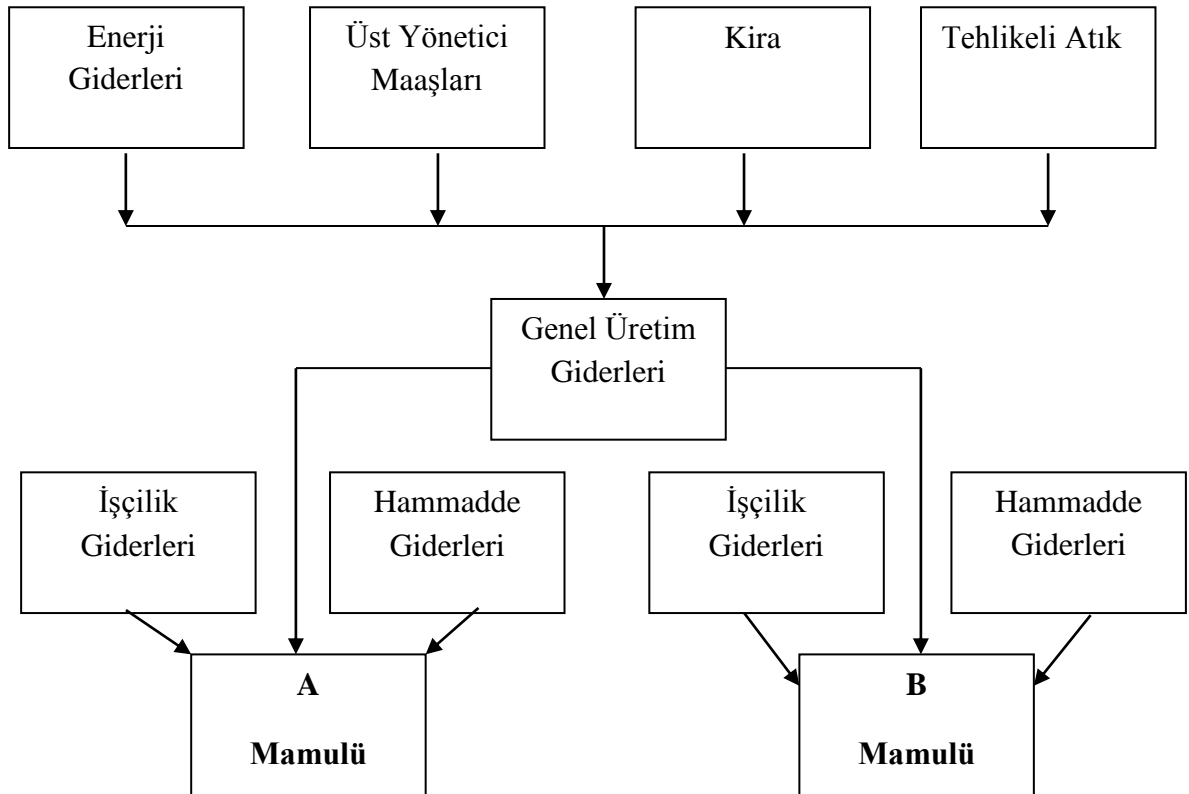 Enerji
Giderleri
Üst Yönetici
Maaşları
Kira
Tehlikeli Atık
Genel Üretim
Giderleri
İşçilik
Giderleri
Hammadde
Giderleri
İşçilik
Giderleri
Hammadde
Giderleri
A
Mamulü
B
Mamulü